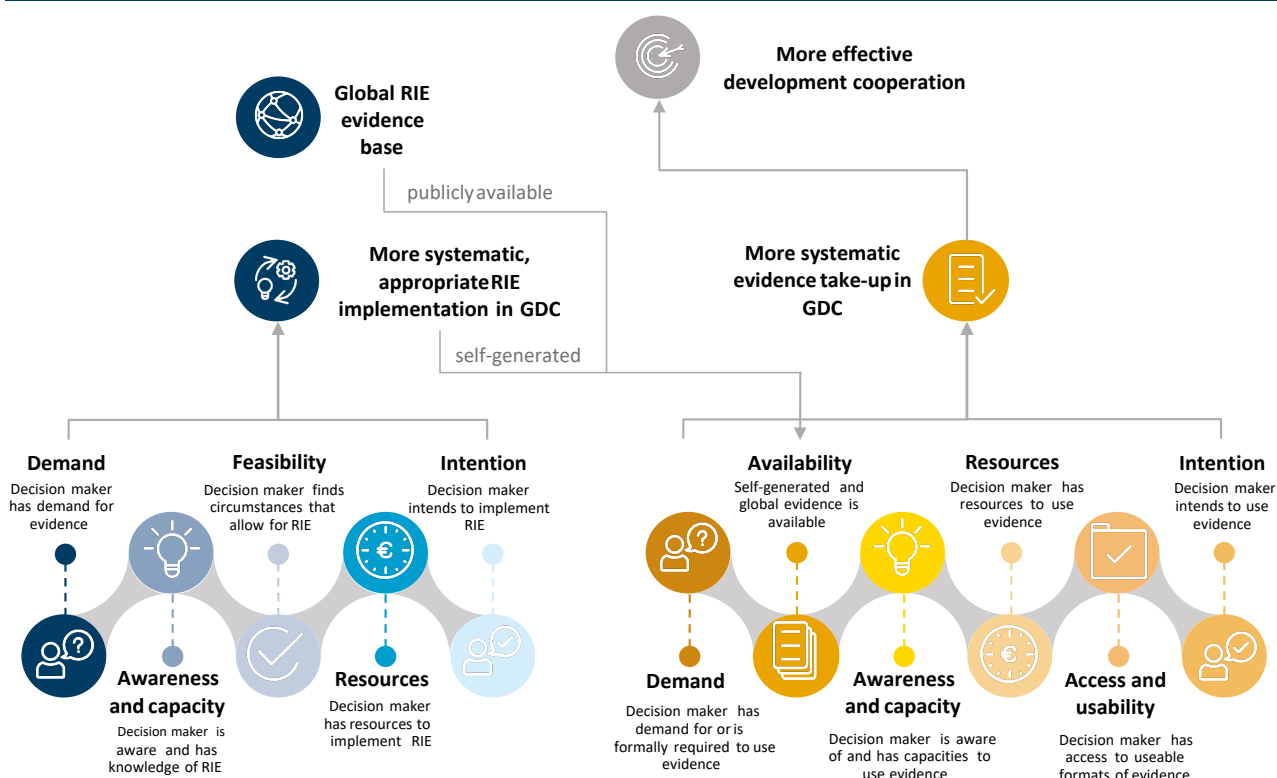 More effective
development cooperation
Global RIE
evidence
base
publicly available
More systematic,
appropriate RIE
implementation in GDC
More systematic
evidence take-up in
GDC
self-generated
Demand
Decision maker
has demand for
evidence
Feasibility
Decision maker finds
circumstances that
allow for RIE
Intention
Decision maker
intends to implement
RIE
€
?
Awareness
and capacity
Decision maker is
aware and has
knowledge of RIE
Resources
Decision maker
has resources to
implement RIE
Availability
Self-generated and
global evidence is
available
Resources
Decision maker has
resources to use
evidence
Intention
Decision maker
intends to use
evidence
?
€
Demand
Decision maker has
demand for or is
formally required to use
evidence
Awareness
and capacity
Decision maker is aware
of and has capacities to
use evidence
Access and
usability
Decision maker has
access to useable
formats of evidence